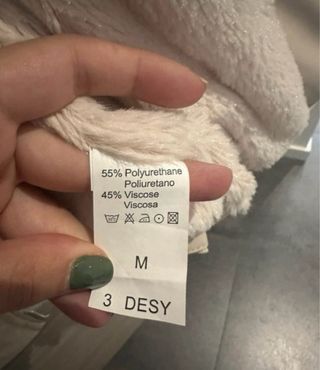 55% Polyurethane
Poliuretano
45% Viscose
Viscosa
M
3 DESY